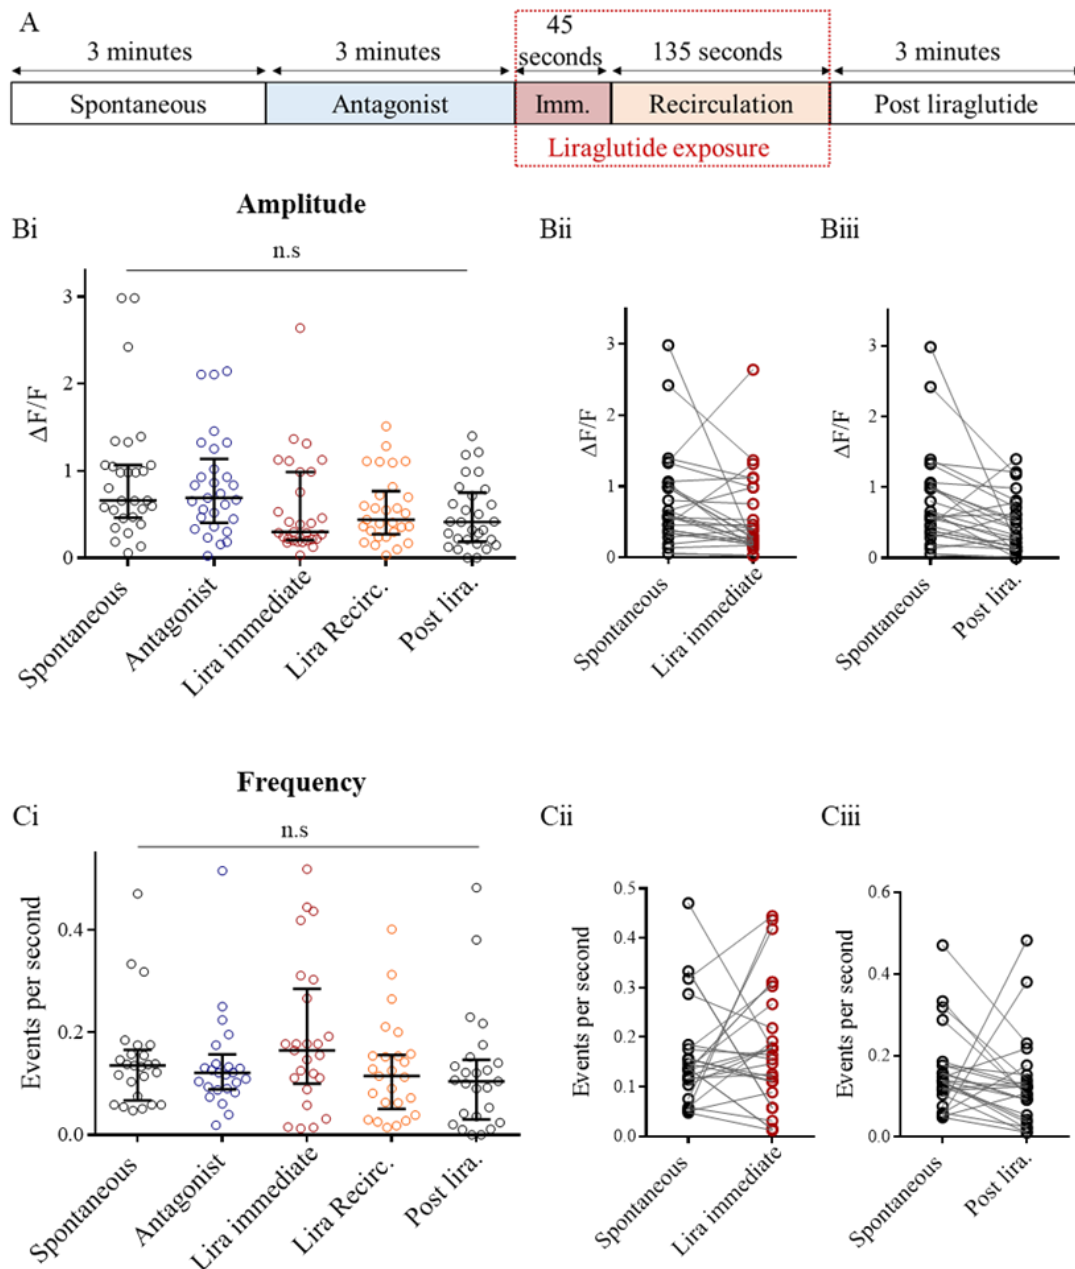 A
3 minutes
3 minutes
45 seconds
135 seconds
3 minutes
Spontaneous
Antagonist
Imm.
Recirculation
Post liraglutide
Liraglutide exposure
Amplitude
Bi
n.s
ΔF/F
3
2
1
0
Spontaneous
Antagonist
Lira immediate
Lira Recirc.
Post lira.
Bii
ΔF/F
3
2
1
0
Spontaneous
Lira immediate
Biii
ΔF/F
3
2
1
0
Spontaneous
Post lira.
Frequency
Ci
n.s
Events per second
0.4
0.2
0.0
Spontaneous
Antagonist
Lira immediate
Lira Recirc.
Post lira.
Cii
Events per second
0.5
0.4
0.3
0.2
0.1
0.0
Spontaneous
Lira immediate
Ciii
Events per second
0.6
0.4
0.2
0.0
Spontaneous
Post lira.